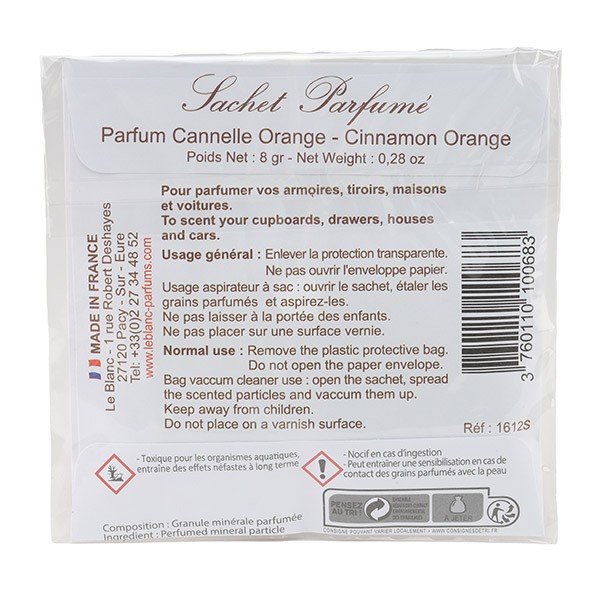 Sachet Parfumé
Parfum Cannelle Orange - Cinnamon Orange
Poids Net : 8 gr - Net Weight : 0,28 oz
Pour parfumer vos armoires, tiroirs, maisons
et voitures.
To scent your cupboards, drawers, houses
and cars.
Usage général : Enlever la protection transparente.
Ne pas ouvrir l'enveloppe papier.
Usage aspirateur à sac : ouvrir le sachet, étaler les
grains parfumés et aspirez-les.
Ne pas laisser à la portée des enfants.
Ne pas placer sur une surface vernie.
Normal use : Remove the plastic protective bag.
Do not open the paper envelope.
Bag vaccum cleaner use : open the sachet, spread
the scented particles and vaccum them up.
Keep away from children.
Do not place on a varnish surface.
MADE IN FRANCE
Le Blanc - 1 rue Robert Deshayes
27120 Pacy - Sur - Eure
Tel: +33(0)2 27 34 48 52
www.leblanc-parfums.com
3 760110 100683
Réf : 1612S
- Toxique pour les organismes aquatiques,
entraîne des effets néfastes à long terme
- Nocif en cas d'ingestion
- Peut entrainer une sensibilisation en cas de
contact des grains parfumés avec la peau
PENSEZ
AU TRI !
À JETER
CONSIGNE POUVANT VARIER LOCALEMENT - WWW.CONSIGNESDETRI.FR
Composition : Granule minérale parfumée
Ingredient : Perfumed mineral particle